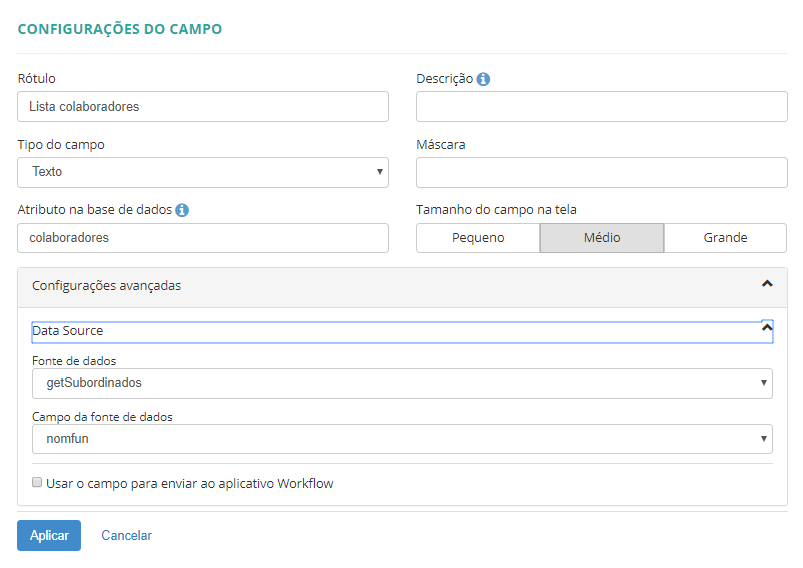 CONFIGURAÇÕES DO CAMPO
Rótulo
Descrição
Lista colaboradores
Tipo do campo
Máscara
Texto
Atributo na base de dados
Tamanho do campo na tela
colaboradores
Pequeno
Médio
Grande
Configurações avançadas
Data Source
Fonte de dados
getSubordinados
Campo da fonte de dados
nomfun
Usar o campo para enviar ao aplicativo Workflow
Aplicar
Cancelar